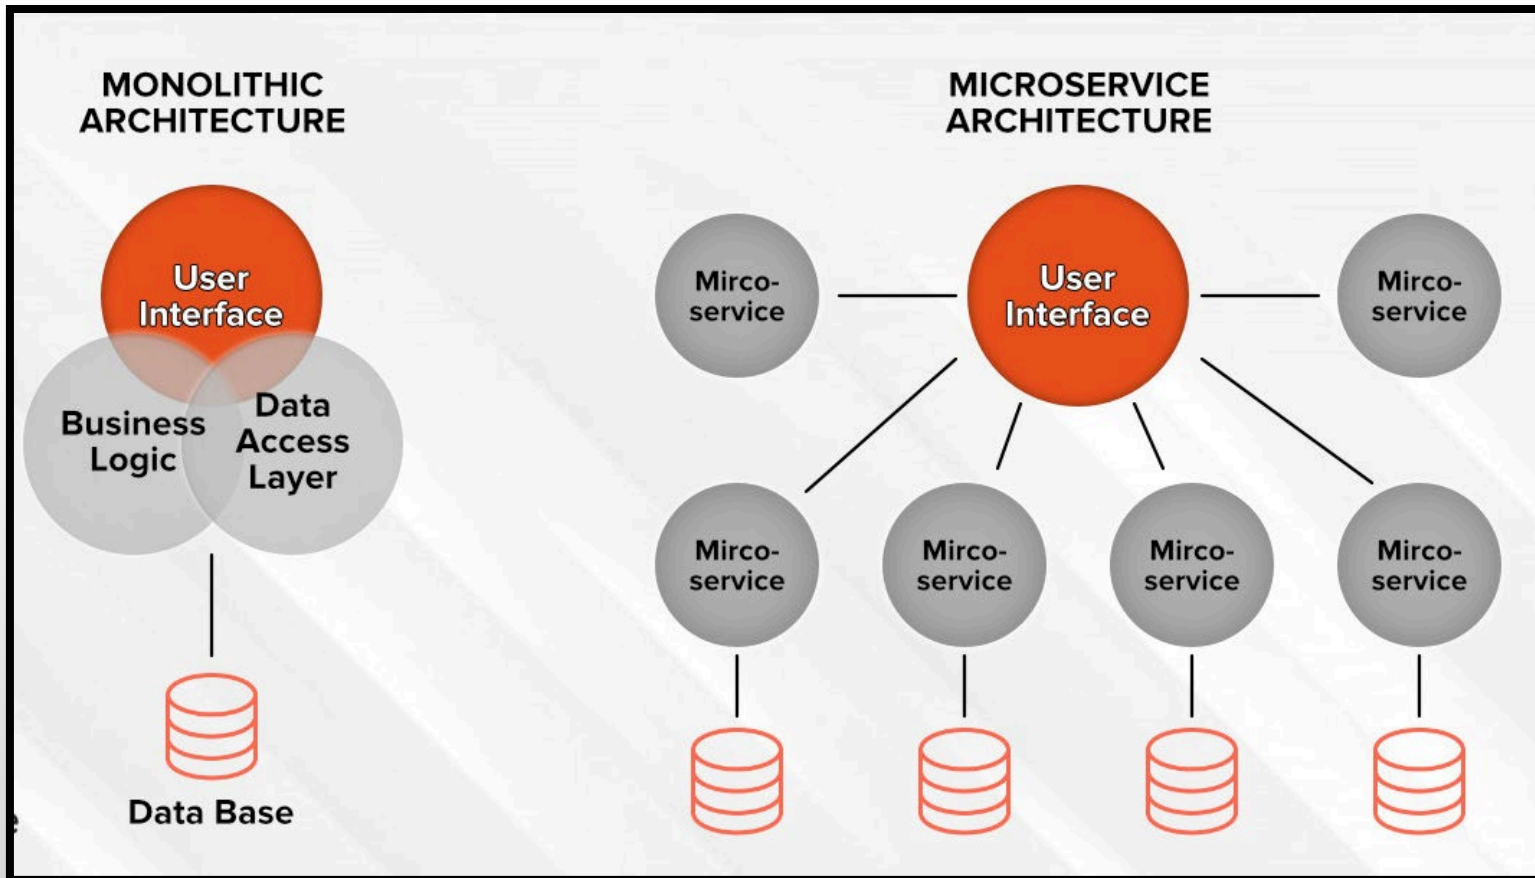 MONOLITHIC
ARCHITECTURE
User
Interface
Business
Logic
Data
Access
Layer
Data Base
MICROSERVICE
ARCHITECTURE
Mirco-
service
User
Interface
Mirco-
service
Mirco-
service
Mirco-
service
Mirco-
service
Mirco-
service